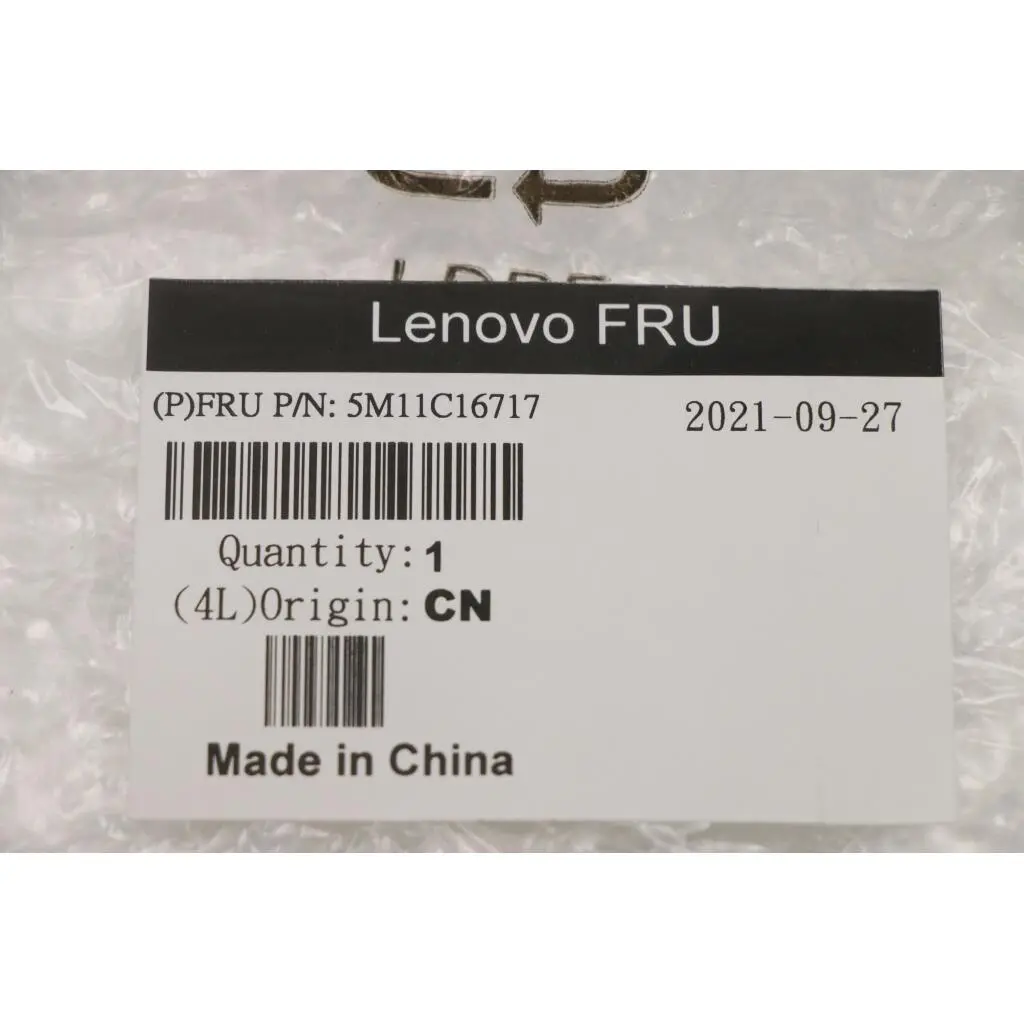 Lenovo FRU
(P)FRU P/N: 5M11C16717
2021-09-27
Quantity: 1
(4L)Origin: CN
Made in China